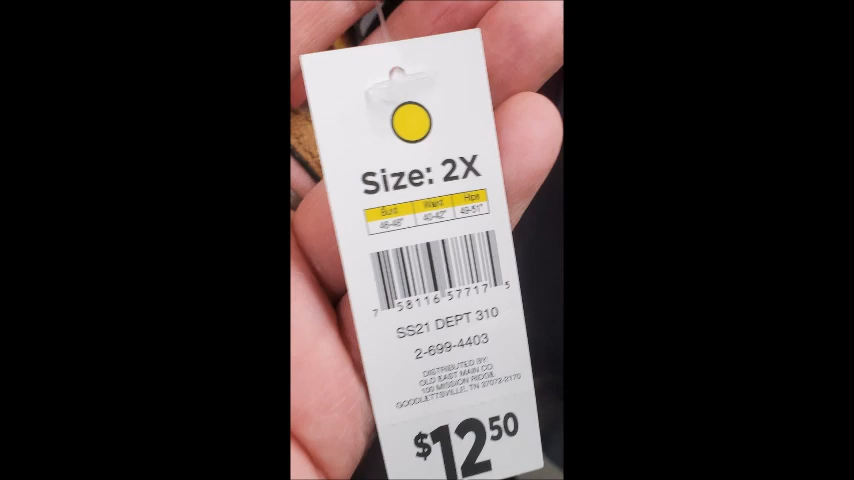 Size: 2X
Bust Waist Hips
46-48" 40-42" 49-51"
7 58116 57717 5
SS21 DEPT 310
2-699-4403
DISTRIBUTED BY:
OLD EAST MAIN CO.
100 MISSION RIDGE
GOODLETTSVILLE, TN 37072-2170
$12.50